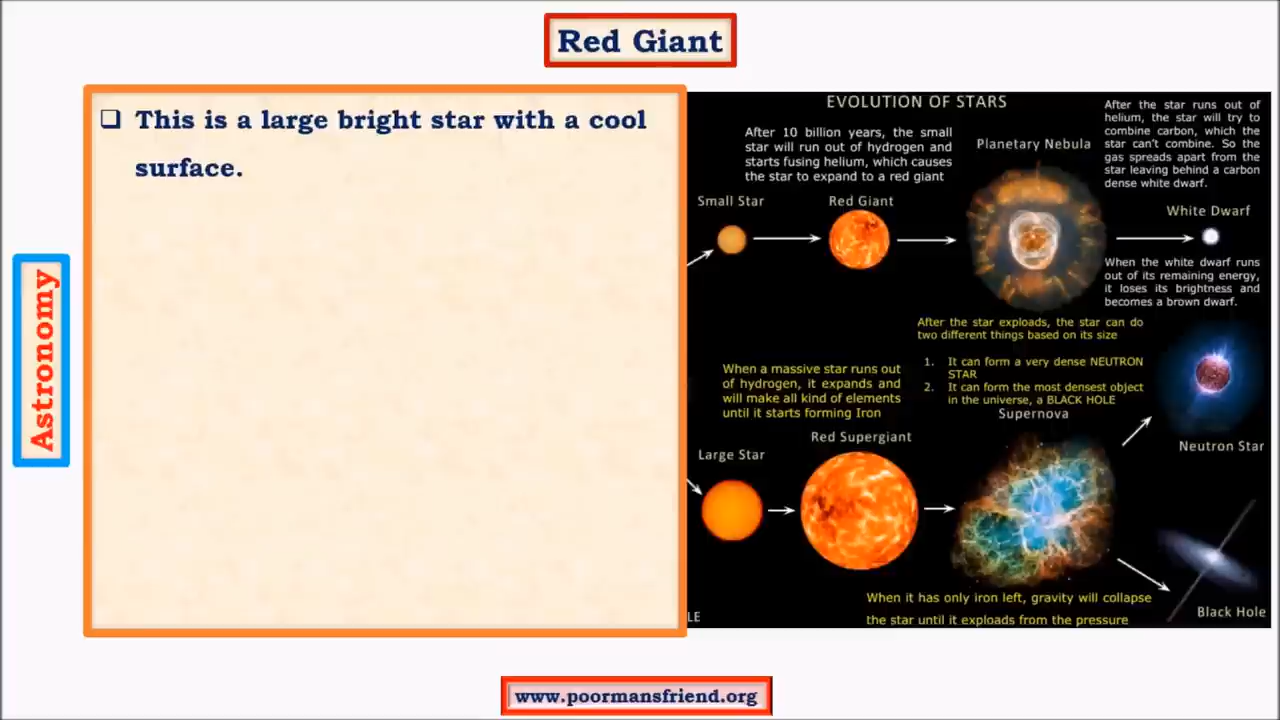 Red Giant
Astronomy
❑ This is a large bright star with a cool
surface.
EVOLUTION OF STARS
After 10 billion years, the small
star will run out of hydrogen and
starts fusing helium, which causes
the star to expand to a red giant
Planetary Nebula
After the star runs out of
helium, the star will try to
combine carbon, which the
star can't combine. So the
gas spreads apart from the
star leaving behind a carbon
dense white dwarf.
Small Star
Red Giant
White Dwarf
When the white dwarf runs
out of its remaining energy,
it loses its brightness and
becomes a brown dwarf.
After the star exploads, the star can do
two different things based on its size
1. It can form a very dense NEUTRON
STAR
2. It can form the most densest object
in the universe, a BLACK HOLE
When a massive star runs out
of hydrogen, it expands and
will make all kind of elements
until it starts forming Iron
Supernova
Red Supergiant
Large Star
Neutron Star
When it has only iron left, gravity will collapse
the star until it exploads from the pressure
Black Hole
LE
www.poormansfriend.org